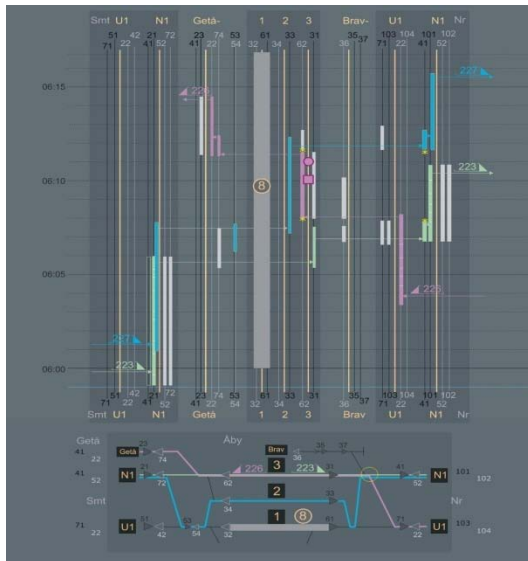 Smt U1 N1 Getå- 1 2 3 Brav- U1 N1 Nr
51 21 72 23 74 53 61 33 31 35 103 104 101 102
71 22 42 41 52 41 22 54 32 34 62 36 37 71 22 41 52
06:15
226
227
06:10
8
223
06:05
226
227
06:00
223
51 42 21 72 23 74 53 61 33 31 35 103 104 101 102
71 22 41 52 41 22 54 32 34 62 36 37 71 22 41 52
Smt U1 N1 Getå 1 2 3 Brav- U1 N1 Nr
Getå Åby
41 22 Getå 23 74 Brav 36 35 37
41 N1 21 72 62 226 3 223 31 41 52 N1 101 102
Smt 2 34 33 Nr
71 22 U1 51 42 53 54 32 1 8 61 71 22 U1 103 104